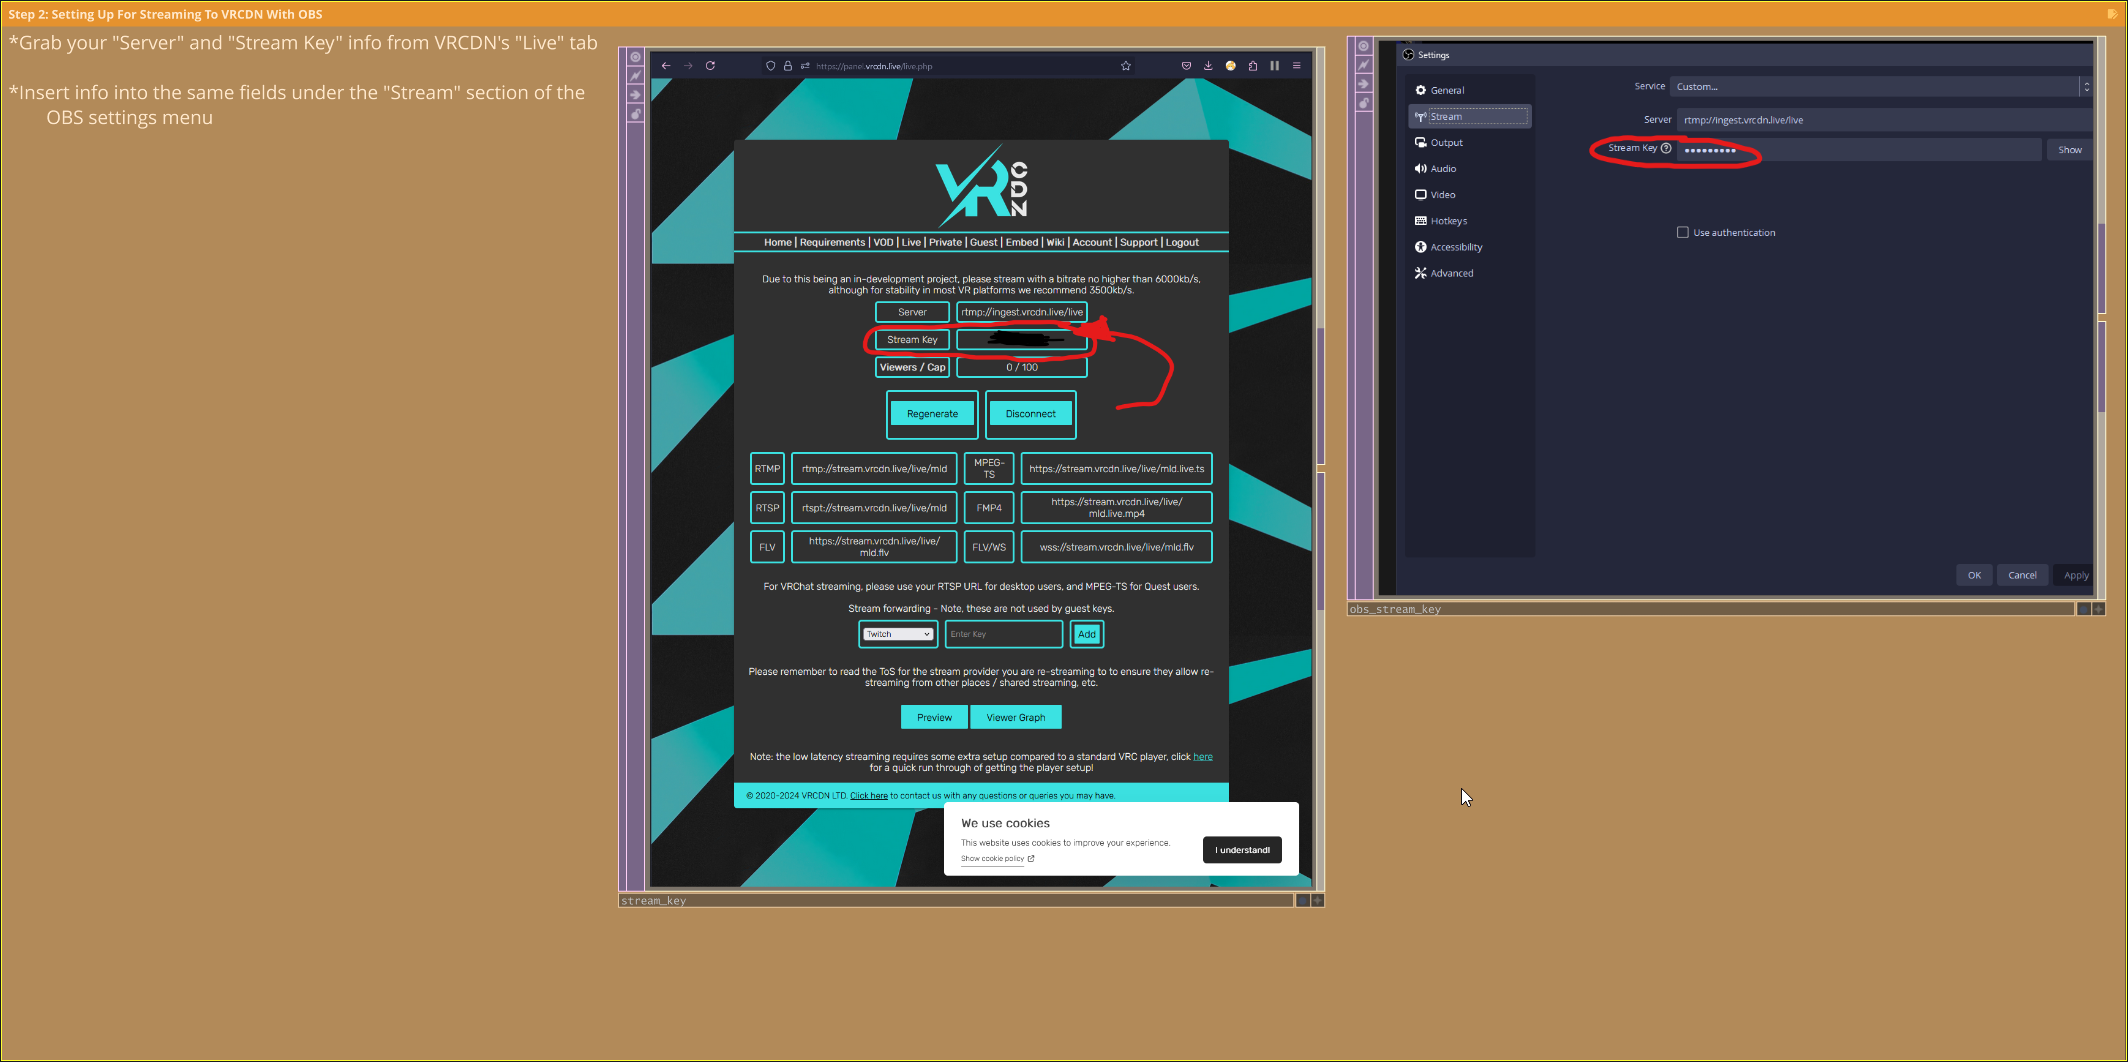 Step 2: Setting Up For Streaming To VRCDN With OBS
*Grab your "Server" and "Stream Key" info from VRCDN's "Live" tab
*Insert info into the same fields under the "Stream" section of the
OBS settings menu
https://panel.vrcdn.live/live.php
VR
CDN
Home | Requirements | VOD | Live | Private | Guest | Embed | Wiki | Account | Support | Logout
Due to this being an in-development project, please stream with a bitrate no higher than 6000kb/s,
although for stability in most VR platforms we recommend 3500kb/s.
Server rtmp://ingest.vrcdn.live/live
Stream Key
Viewers / Cap 0 / 100
Regenerate Disconnect
RTMP rtmp://stream.vrcdn.live/live/mld MPEG-
TS https://stream.vrcdn.live/live/mld.live.ts
RTSP rtspt://stream.vrcdn.live/live/mld FMP4 https://stream.vrcdn.live/live/
mld.live.mp4
FLV https://stream.vrcdn.live/live/
mld.flv FLV/WS wss://stream.vrcdn.live/live/mld.flv
For VRChat streaming, please use your RTSP URL for desktop users, and MPEG-TS for Quest users.
Stream forwarding - Note, these are not used by guest keys.
Twitch Enter Key Add
Please remember to read the ToS for the stream provider you are re-streaming to to ensure they allow re-
streaming from other places / shared streaming, etc.
Preview Viewer Graph
Note: the low latency streaming requires some extra setup compared to a standard VRC player, click here
for a quick run through of getting the player setup!
© 2020-2024 VRCDN LTD. Click here to contact us with any questions or queries you may have.
We use cookies
This website uses cookies to improve your experience.
Show cookie policy
I understand!
stream_key
Settings
General
Stream
Output
Audio
Video
Hotkeys
Accessibility
Advanced
Service Custom...
Server rtmp://ingest.vrcdn.live/live
Stream Key ? ••••••••• Show
Use authentication
OK Cancel Apply
obs_stream_key